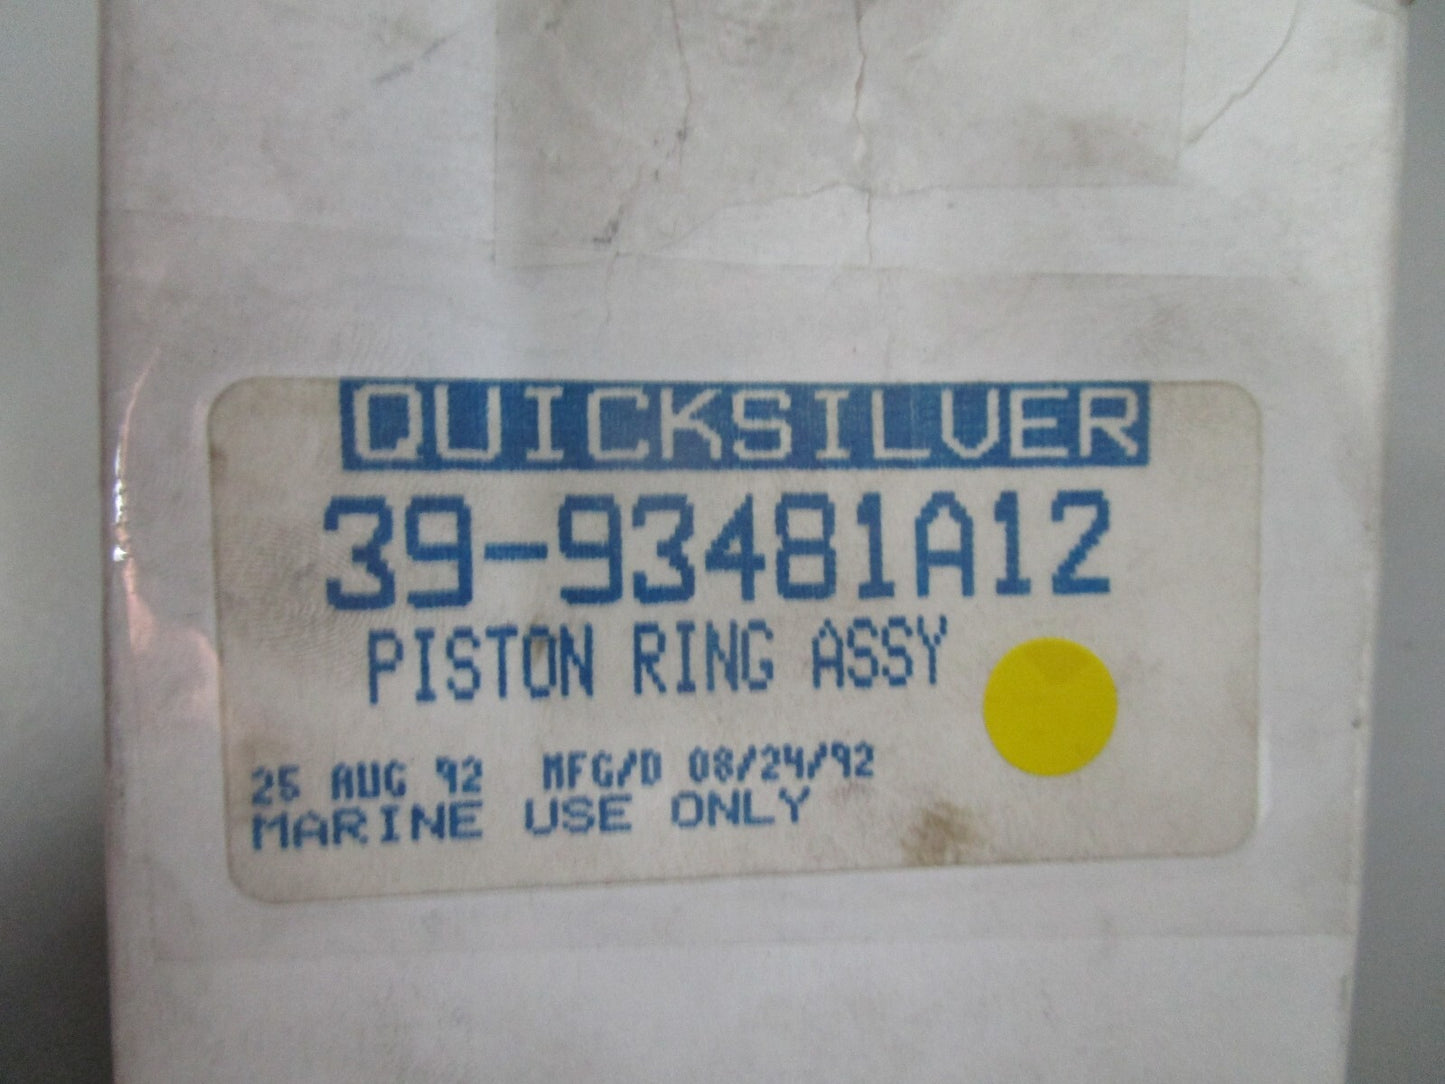 QUICKSILVER
39-93481A12
PISTON RING ASSY
25 AUG 92 MFG/D 08/24/92
MARINE USE ONLY